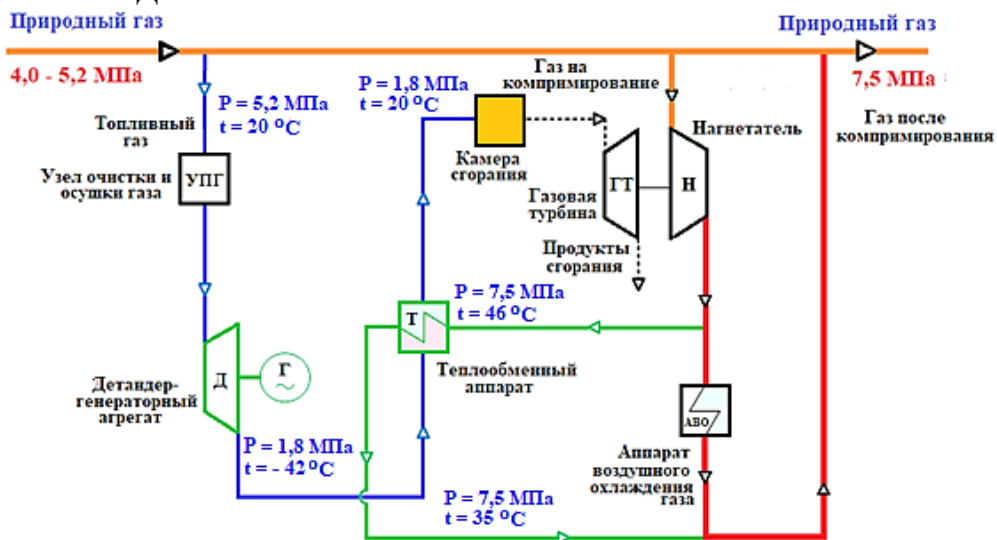 Природный газ
Природный газ
4,0 - 5,2 МПа
7,5 МПа
Р = 5,2 МПа
t = 20 °С
Р = 1,8 МПа
t = 20 °С
Газ на
компримирование
Нагнетатель
Газ после
компримирования
Топливный
газ
Узел очистки и
осушки газа
УПГ
Камера
сгорания
Газовая
турбина
ГТ
Н
Продукты
сгорания
Р = 7,5 МПа
t = 46 °С
Т
Теплообменный
аппарат
Детандер-
генераторный
агрегат
Д
Г
~
АВО
Аппарат
воздушного
охлаждения
газа
Р = 1,8 МПа
t = - 42 °С
Р = 7,5 МПа
t = 35 °С